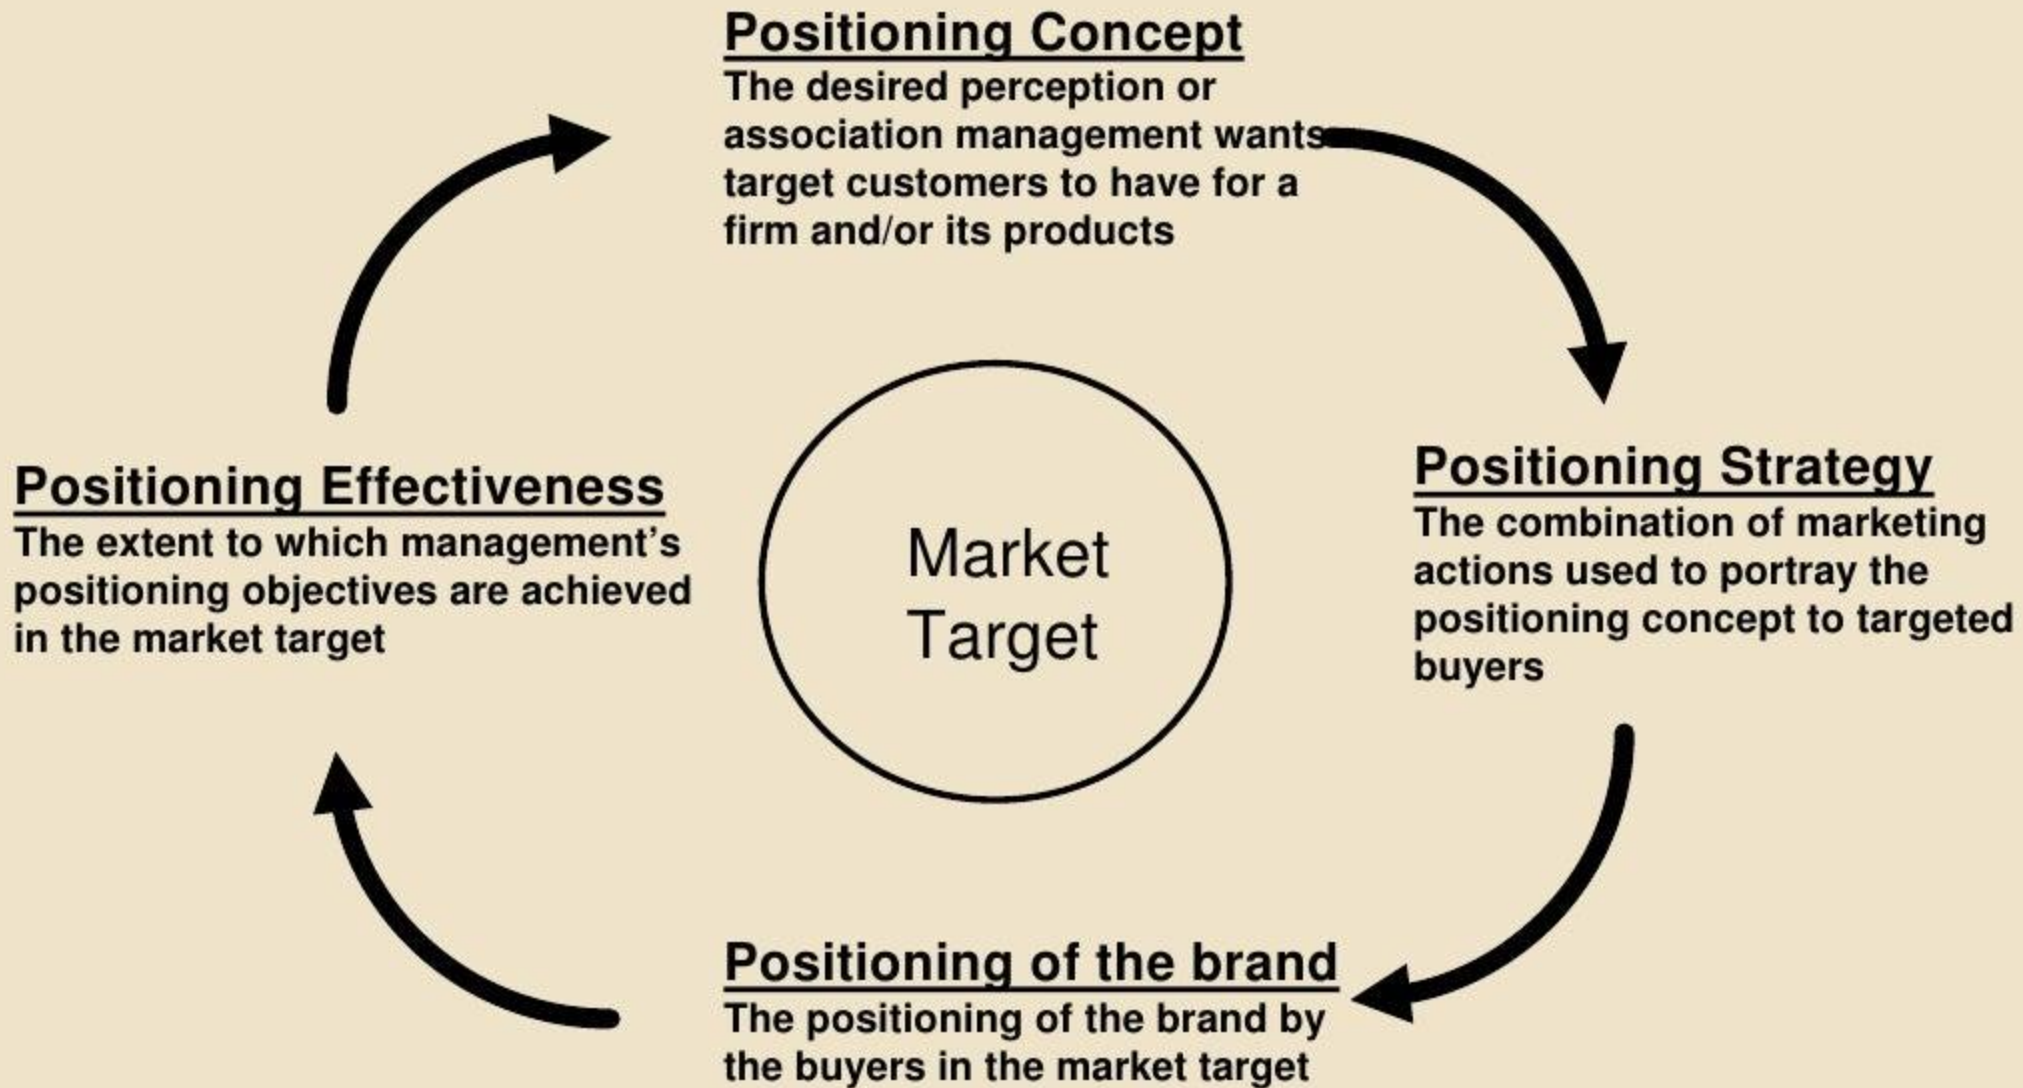 Positioning Concept
The desired perception or
association management wants
target customers to have for a
firm and/or its products
Positioning Effectiveness
The extent to which management’s
positioning objectives are achieved
in the market target
Market
Target
Positioning Strategy
The combination of marketing
actions used to portray the
positioning concept to targeted
buyers
Positioning of the brand
The positioning of the brand by
the buyers in the market target